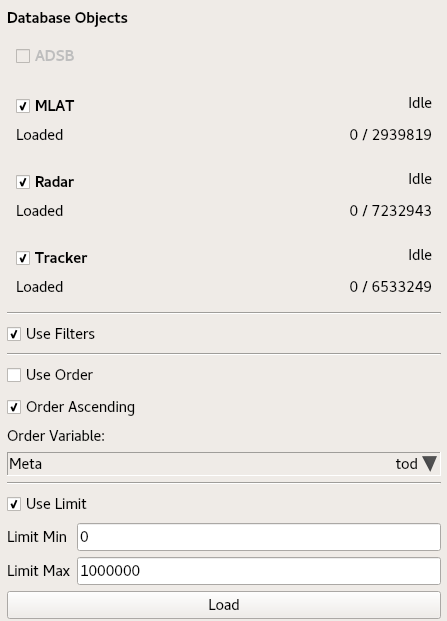 Database Objects
ADSB
MLAT Idle
Loaded 0 / 2939819
Radar Idle
Loaded 0 / 7232943
Tracker Idle
Loaded 0 / 6533249
Use Filters
Use Order
Order Ascending
Order Variable:
Meta tod
Use Limit
Limit Min 0
Limit Max 1000000
Load